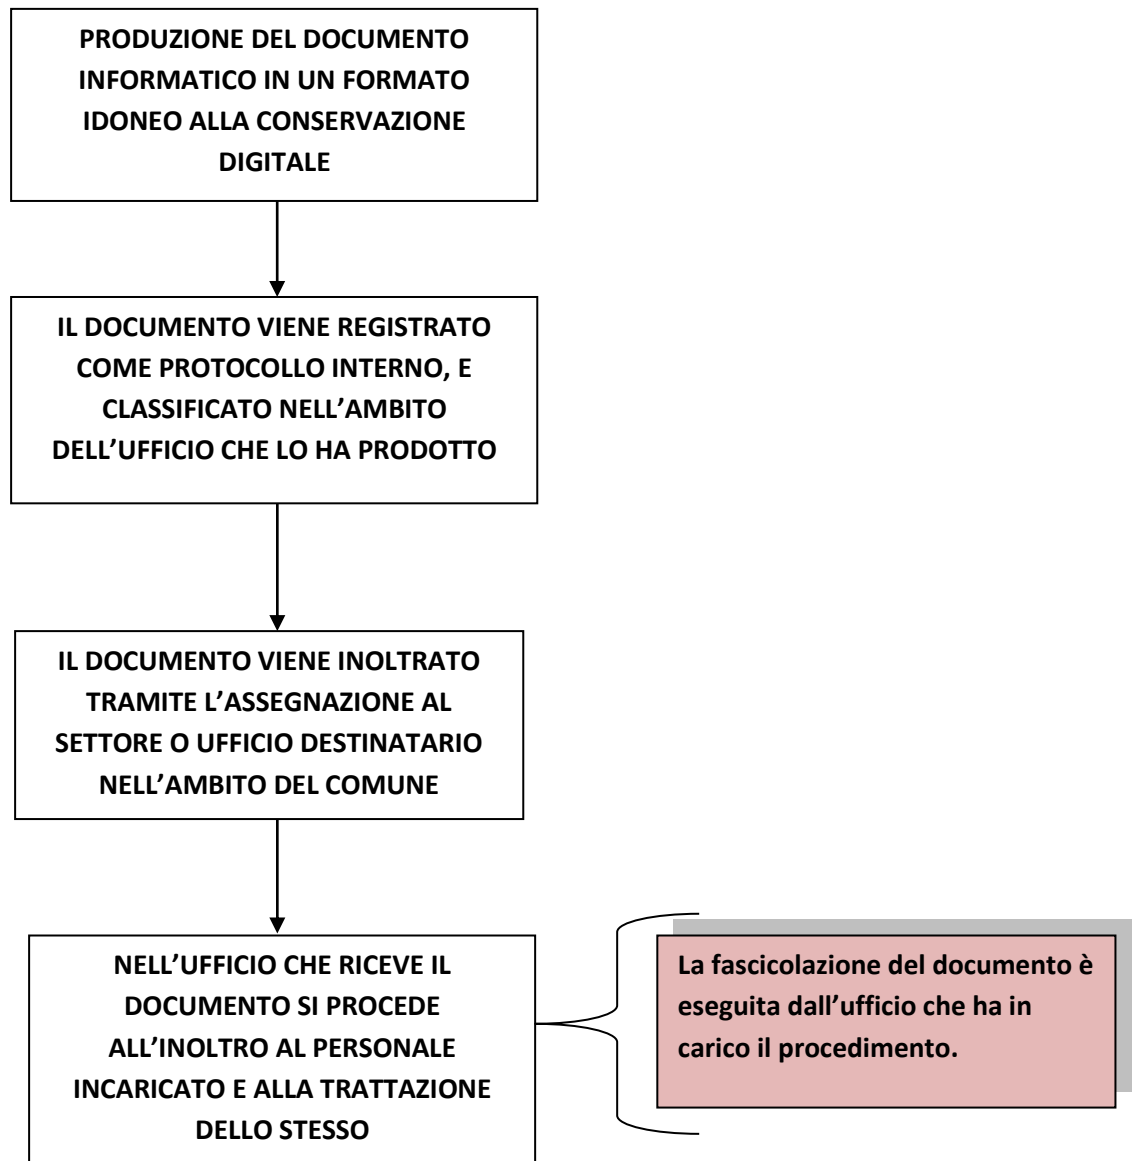 PRODUZIONE DEL DOCUMENTO
INFORMATICO IN UN FORMATO
IDONEO ALLA CONSERVAZIONE
DIGITALE
IL DOCUMENTO VIENE REGISTRATO
COME PROTOCOLLO INTERNO, E
CLASSIFICATO NELL’AMBITO
DELL’UFFICIO CHE LO HA PRODOTTO
IL DOCUMENTO VIENE INOLTRATO
TRAMITE L’ASSEGNAZIONE AL
SETTORE O UFFICIO DESTINATARIO
NELL’AMBITO DEL COMUNE
NELL’UFFICIO CHE RICEVE IL
DOCUMENTO SI PROCEDE
ALL’INOLTRO AL PERSONALE
INCARICATO E ALLA TRATTAZIONE
DELLO STESSO
La fascicolazione del documento è
eseguita dall’ufficio che ha in
carico il procedimento.